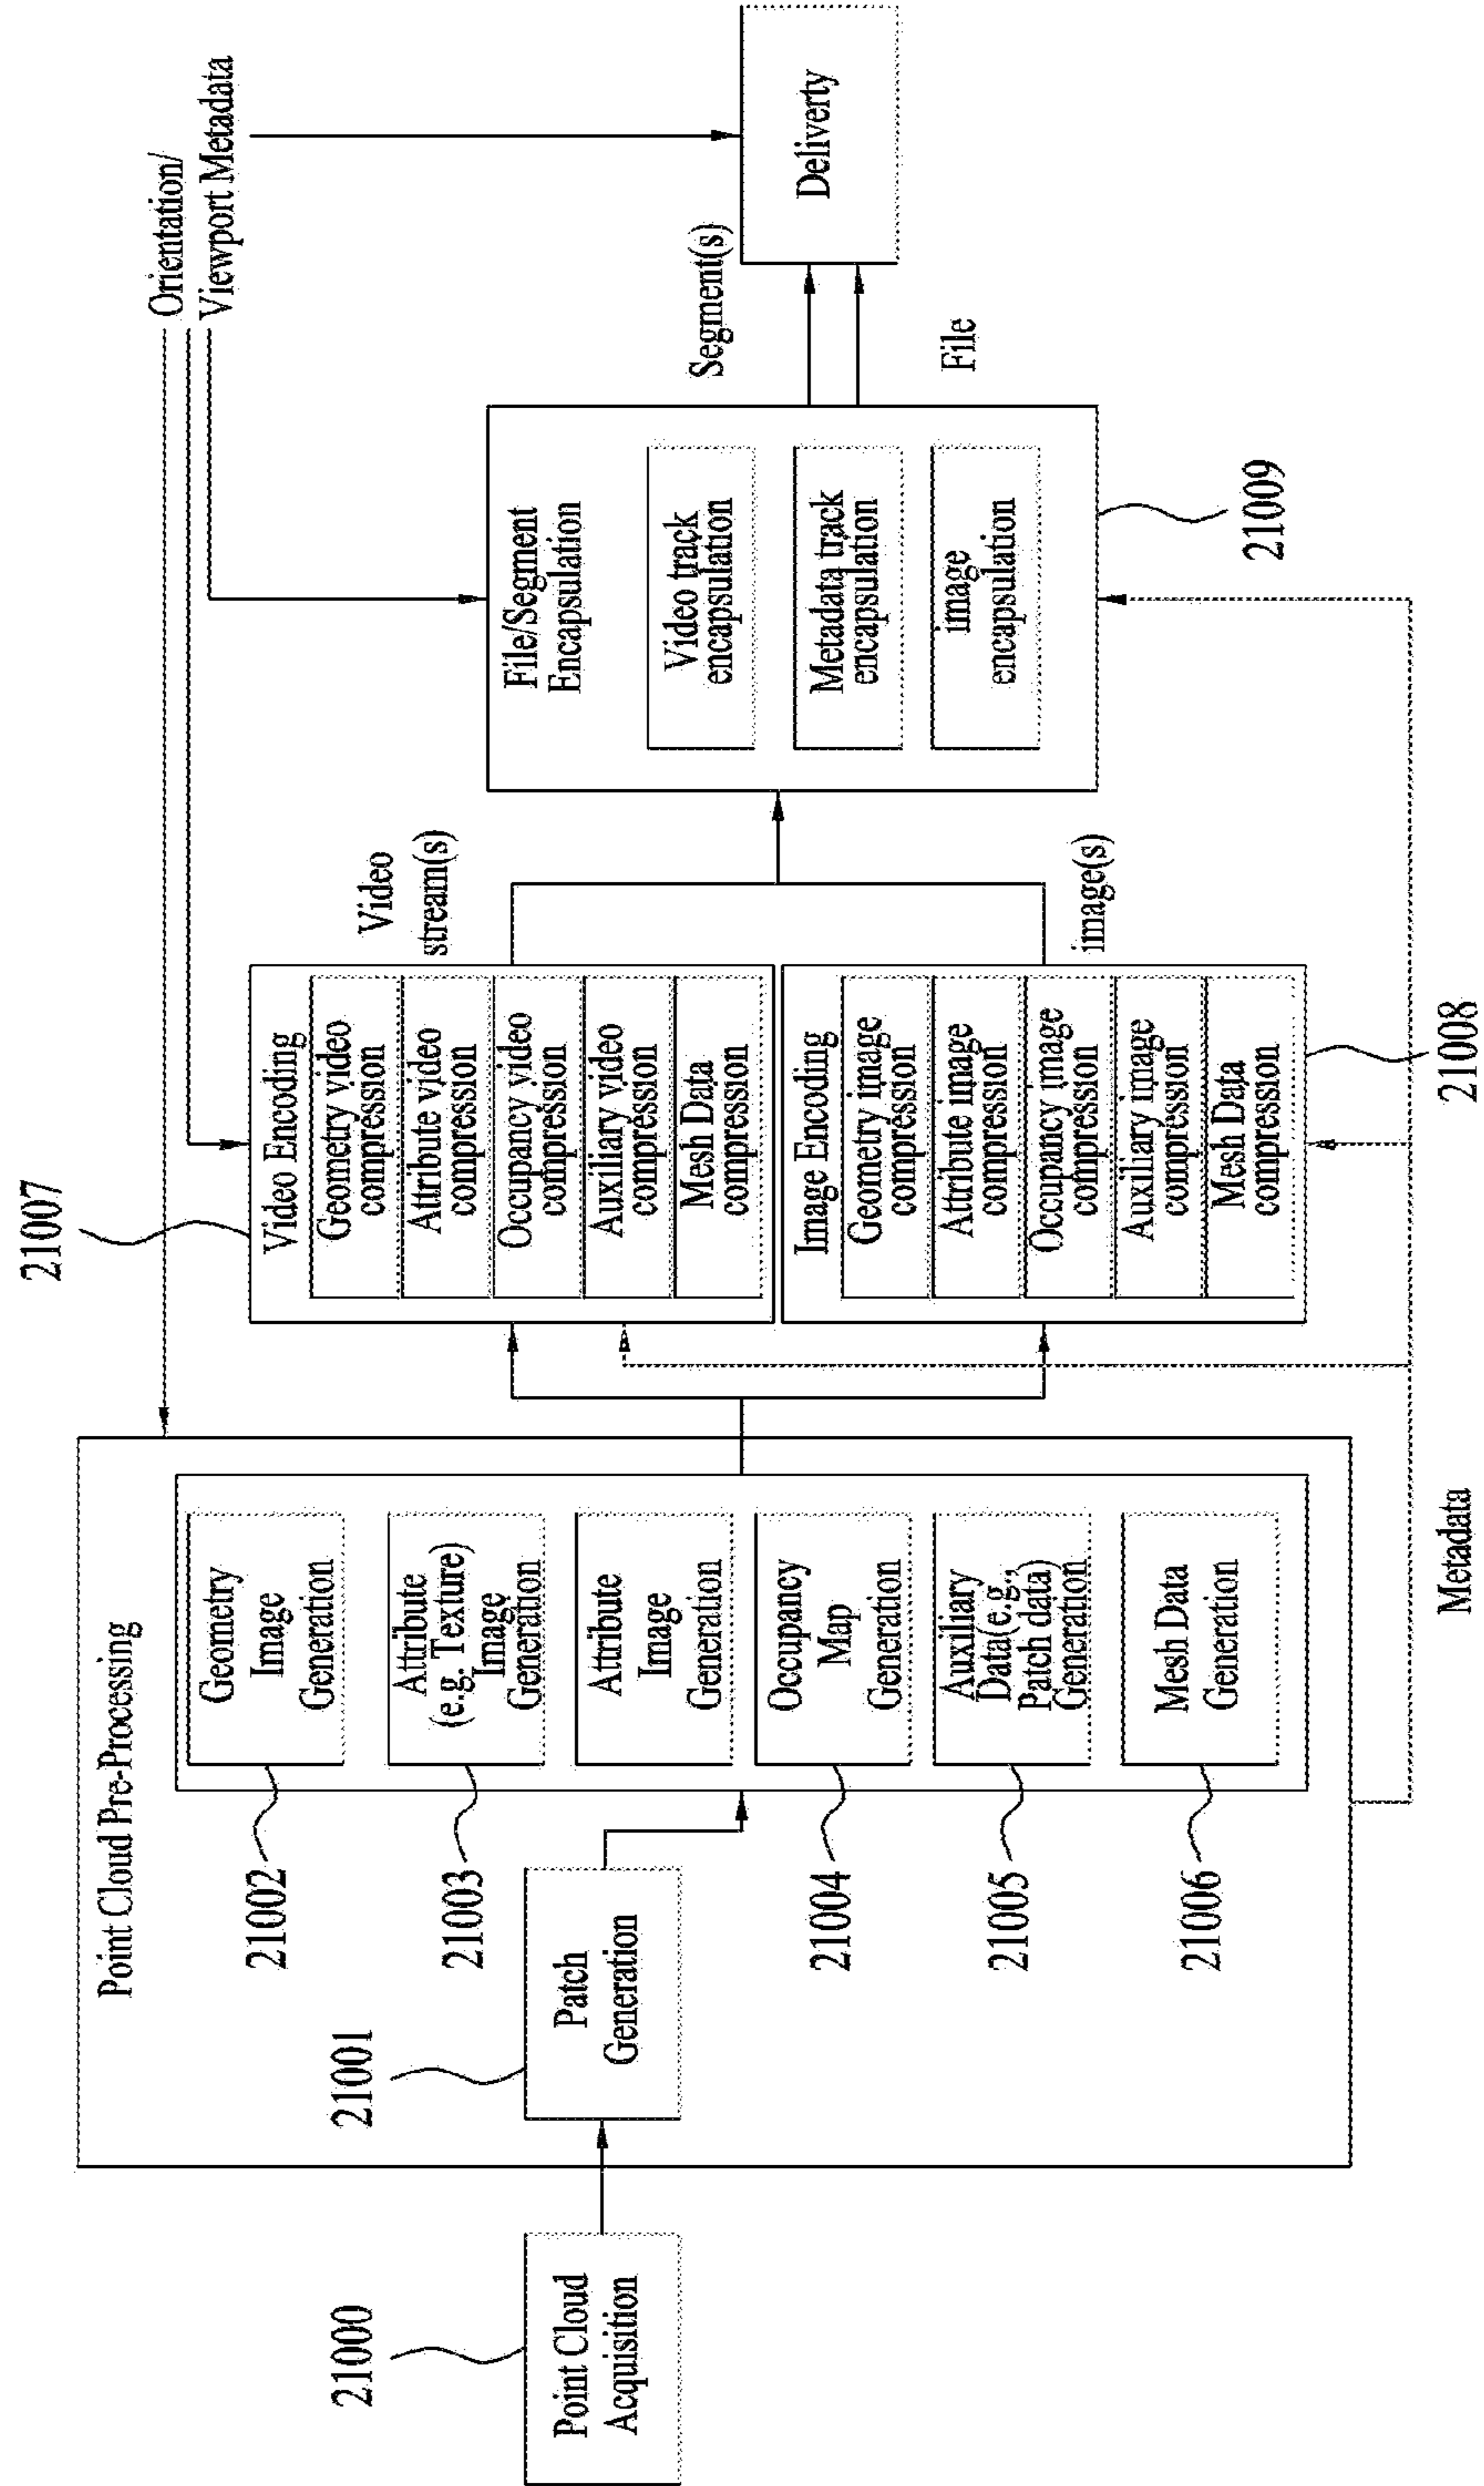 21000
Point Cloud
Acquisition
Point Cloud Pre-Processing
21001
Patch
Generation
21002
Geometry
Image
Generation
21003
Attribute
(e.g. Texture)
Image
Generation
Attribute
Image
Generation
21004
Occupancy
Map
Generation
21005
Auxiliary
Data(e.g.,
Patch data)
Generation
21006
Mesh Data
Generation
Metadata
21007
Video Encoding
Geometry video
compression
Attribute video
compression
Occupancy video
compression
Auxiliary video
compression
Mesh Data
compression
Image Encoding
Geometry image
compression
Attribute image
compression
Occupancy image
compression
Auxiliary image
compression
Mesh Data
compression
21008
Video
stream(s)
image(s)
File/Segment
Encapsulation
Video track
encapsulation
Metadata track
encapsulation
image
encapsulation
21009
Orientation/
Viewport Metadata
Segment(s)
File
Deliverty